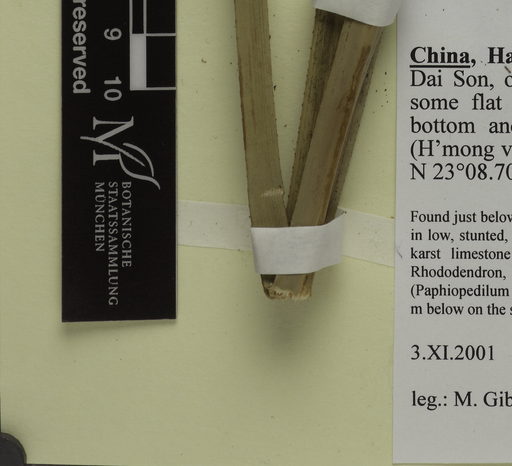 reserved
9 10
M
BOTANISCHE
STAATSSAMMLUNG
MÜNCHEN
China, Ha
Dai Son,
some flat
bottom an
(H'mong v
N 23°08.70
Found just below
in low, stunted,
karst limestone
Rhododendron,
(Paphiopedilum
m below on the s
3.XI.2001
leg.: M. Gib